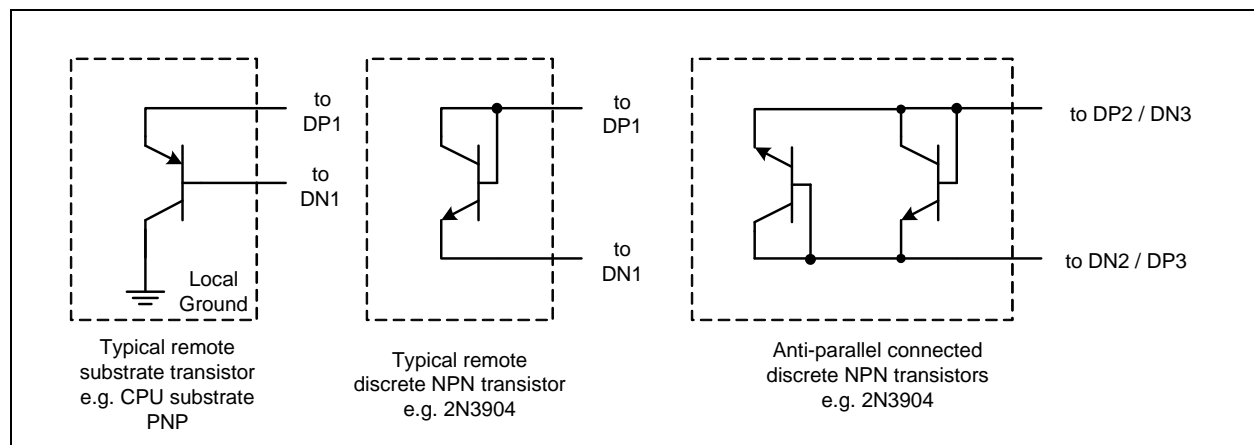 to
DP1
to
DN1
Local
Ground
Typical remote
substrate transistor
e.g. CPU substrate
PNP
to
DP1
to
DN1
Typical remote
discrete NPN transistor
e.g. 2N3904
to DP2 / DN3
to DN2 / DP3
Anti-parallel connected
discrete NPN transistors
e.g. 2N3904